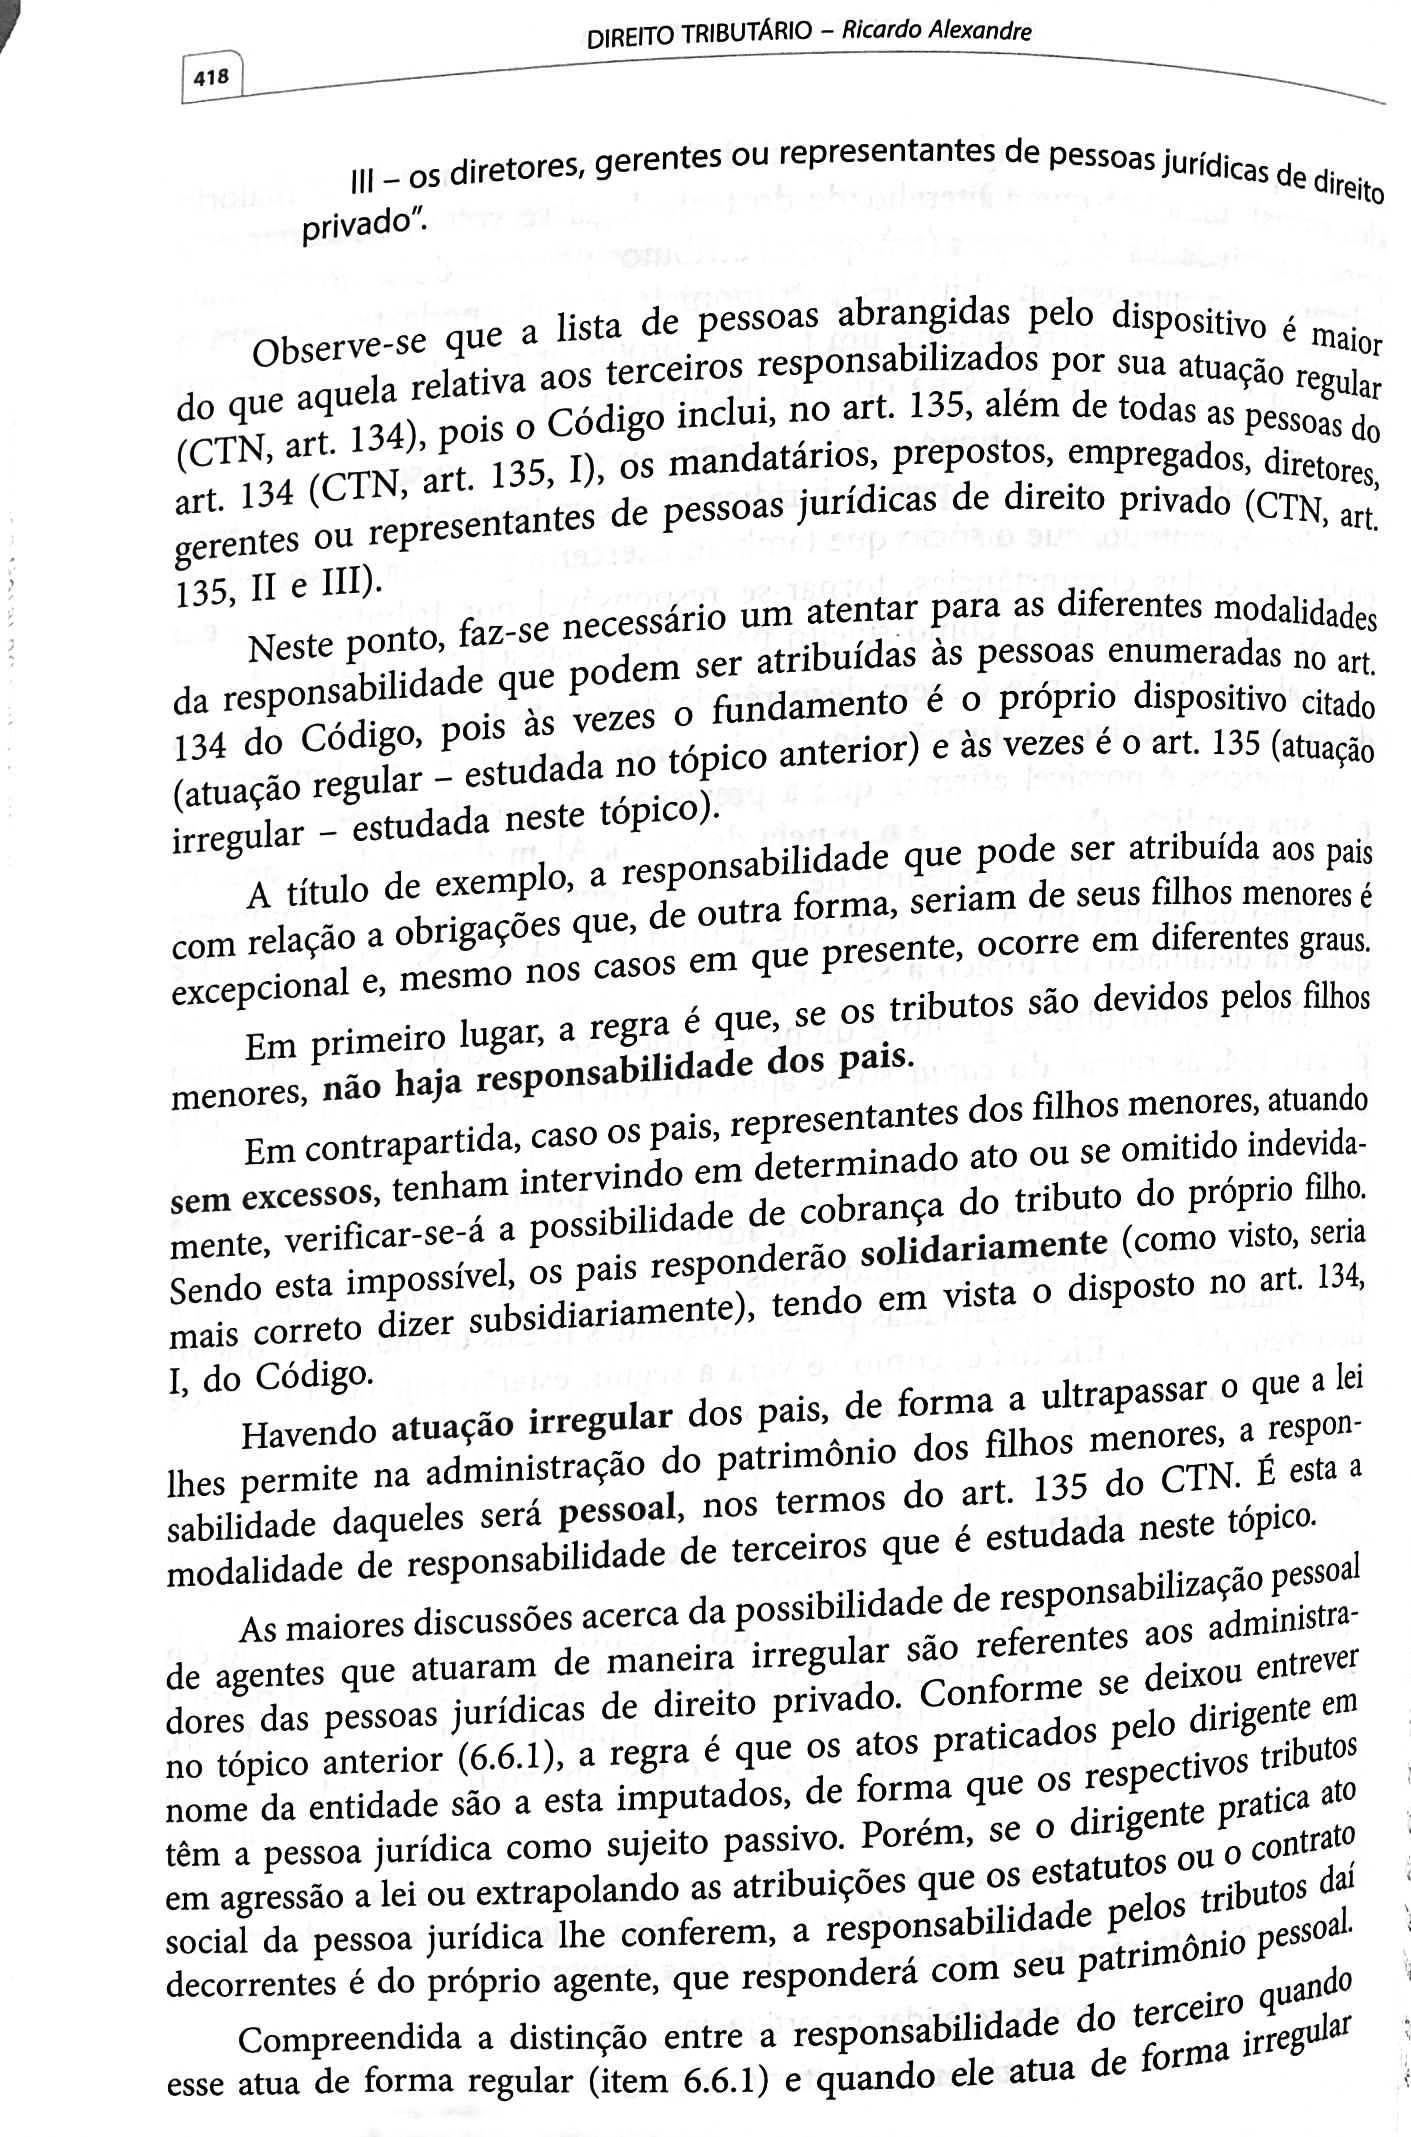 DIREITO TRIBUTÁRIO – Ricardo Alexandre
418
III – os diretores, gerentes ou representantes de pessoas jurídicas de direito
privado”.
Observe-se que a lista de pessoas abrangidas pelo dispositivo é maior
do que aquela relativa aos terceiros responsabilizados por sua atuação regular
(CTN, art. 134), pois o Código inclui, no art. 135, além de todas as pessoas do
art. 134 (CTN, art. 135, I), os mandatários, prepostos, empregados, diretores,
gerentes ou representantes de pessoas jurídicas de direito privado (CTN, art.
135, II e III).
Neste ponto, faz-se necessário um atentar para as diferentes modalidades
da responsabilidade que podem ser atribuídas às pessoas enumeradas no art.
134 do Código, pois às vezes o fundamento é o próprio dispositivo citado
(atuação regular – estudada no tópico anterior) e às vezes é o art. 135 (atuação
irregular – estudada neste tópico).
A título de exemplo, a responsabilidade que pode ser atribuída aos pais
com relação a obrigações que, de outra forma, seriam de seus filhos menores é
excepcional e, mesmo nos casos em que presente, ocorre em diferentes graus.
Em primeiro lugar, a regra é que, se os tributos são devidos pelos filhos
menores, não haja responsabilidade dos pais.
Em contrapartida, caso os pais, representantes dos filhos menores, atuando
sem excessos, tenham intervindo em determinado ato ou se omitido indevida-
mente, verificar-se-á a possibilidade de cobrança do tributo do próprio filho.
Sendo esta impossível, os pais responderão solidariamente (como visto, seria
mais correto dizer subsidiariamente), tendo em vista o disposto no art. 134,
I, do Código.
Havendo atuação irregular dos pais, de forma a ultrapassar o que a lei
lhes permite na administração do patrimônio dos filhos menores, a respon-
sabilidade daqueles será pessoal, nos termos do art. 135 do CTN. É esta a
modalidade de responsabilidade de terceiros que é estudada neste tópico.
As maiores discussões acerca da possibilidade de responsabilização pessoal
de agentes que atuaram de maneira irregular são referentes aos administra-
dores das pessoas jurídicas de direito privado. Conforme se deixou entrever
no tópico anterior (6.6.1), a regra é que os atos praticados pelo dirigente em
nome da entidade são a esta imputados, de forma que os respectivos tributos
têm a pessoa jurídica como sujeito passivo. Porém, se o dirigente pratica ato
em agressão a lei ou extrapolando as atribuições que os estatutos ou o contrato
social da pessoa jurídica lhe conferem, a responsabilidade pelos tributos daí
decorrentes é do próprio agente, que responderá com seu patrimônio pessoal.
Compreendida a distinção entre a responsabilidade do terceiro quando
esse atua de forma regular (item 6.6.1) e quando ele atua de forma irregular